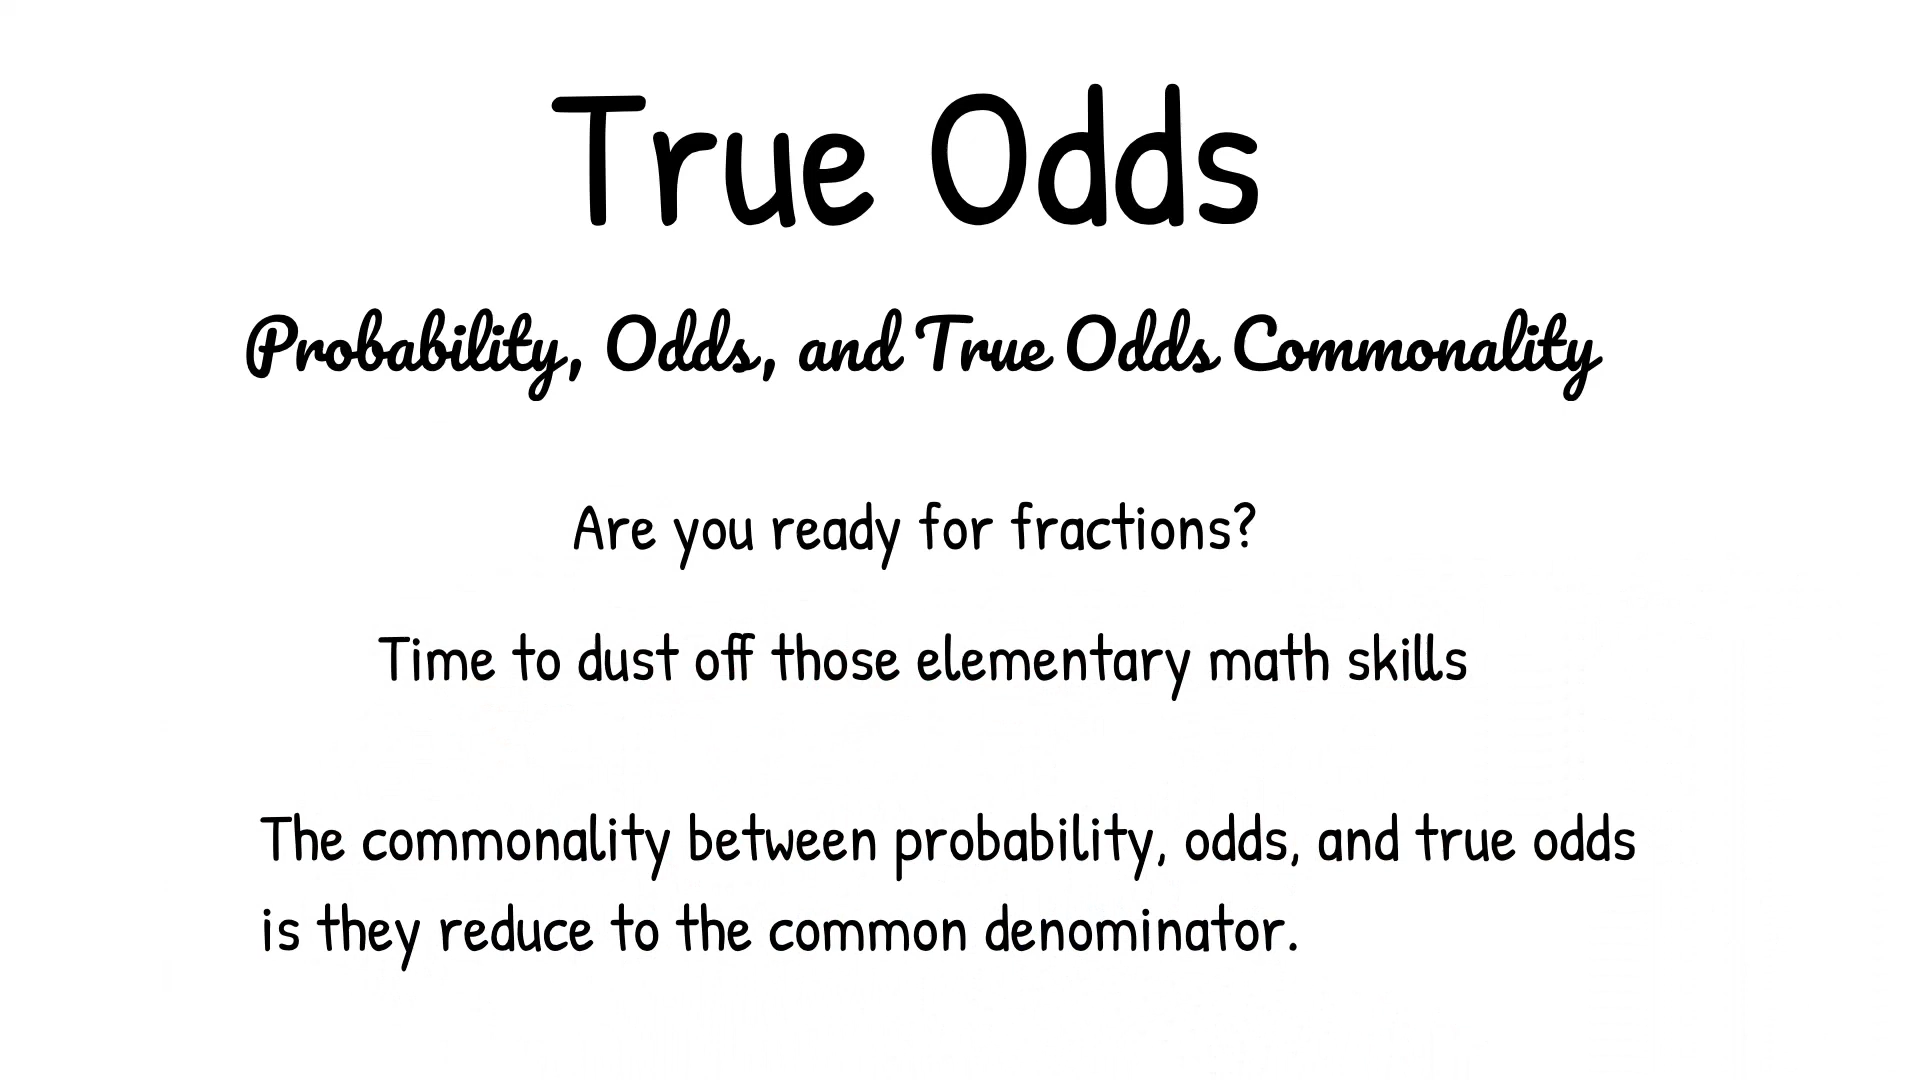 True Odds
Probability, Odds, and True Odds Commonality
Are you ready for fractions?
Time to dust off those elementary math skills
The commonality between probability, odds, and true odds
is they reduce to the common denominator.